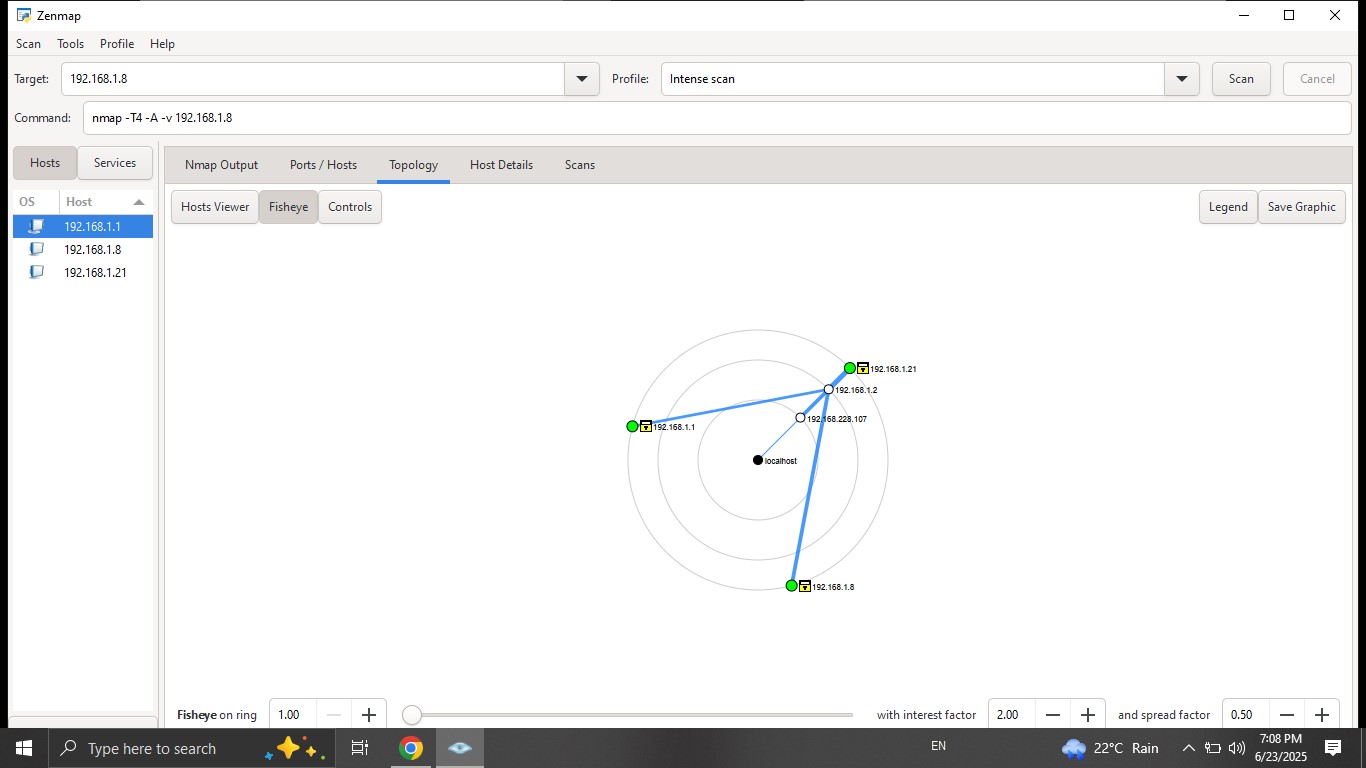 Zenmap
Scan Tools Profile Help
Target: 192.168.1.8 Profile: Intense scan Scan Cancel
Command: nmap -T4 -A -v 192.168.1.8
Hosts Services Nmap Output Ports / Hosts Topology Host Details Scans
OS Host
192.168.1.1
192.168.1.8
192.168.1.21
Hosts Viewer Fisheye Controls Legend Save Graphic
192.168.1.21
192.168.1.2
192.168.228.107
192.168.1.1
localhost
192.168.1.8
Fisheye on ring 1.00 with interest factor 2.00 and spread factor 0.50
Type here to search EN 22°C Rain 7:08 PM
6/23/2025